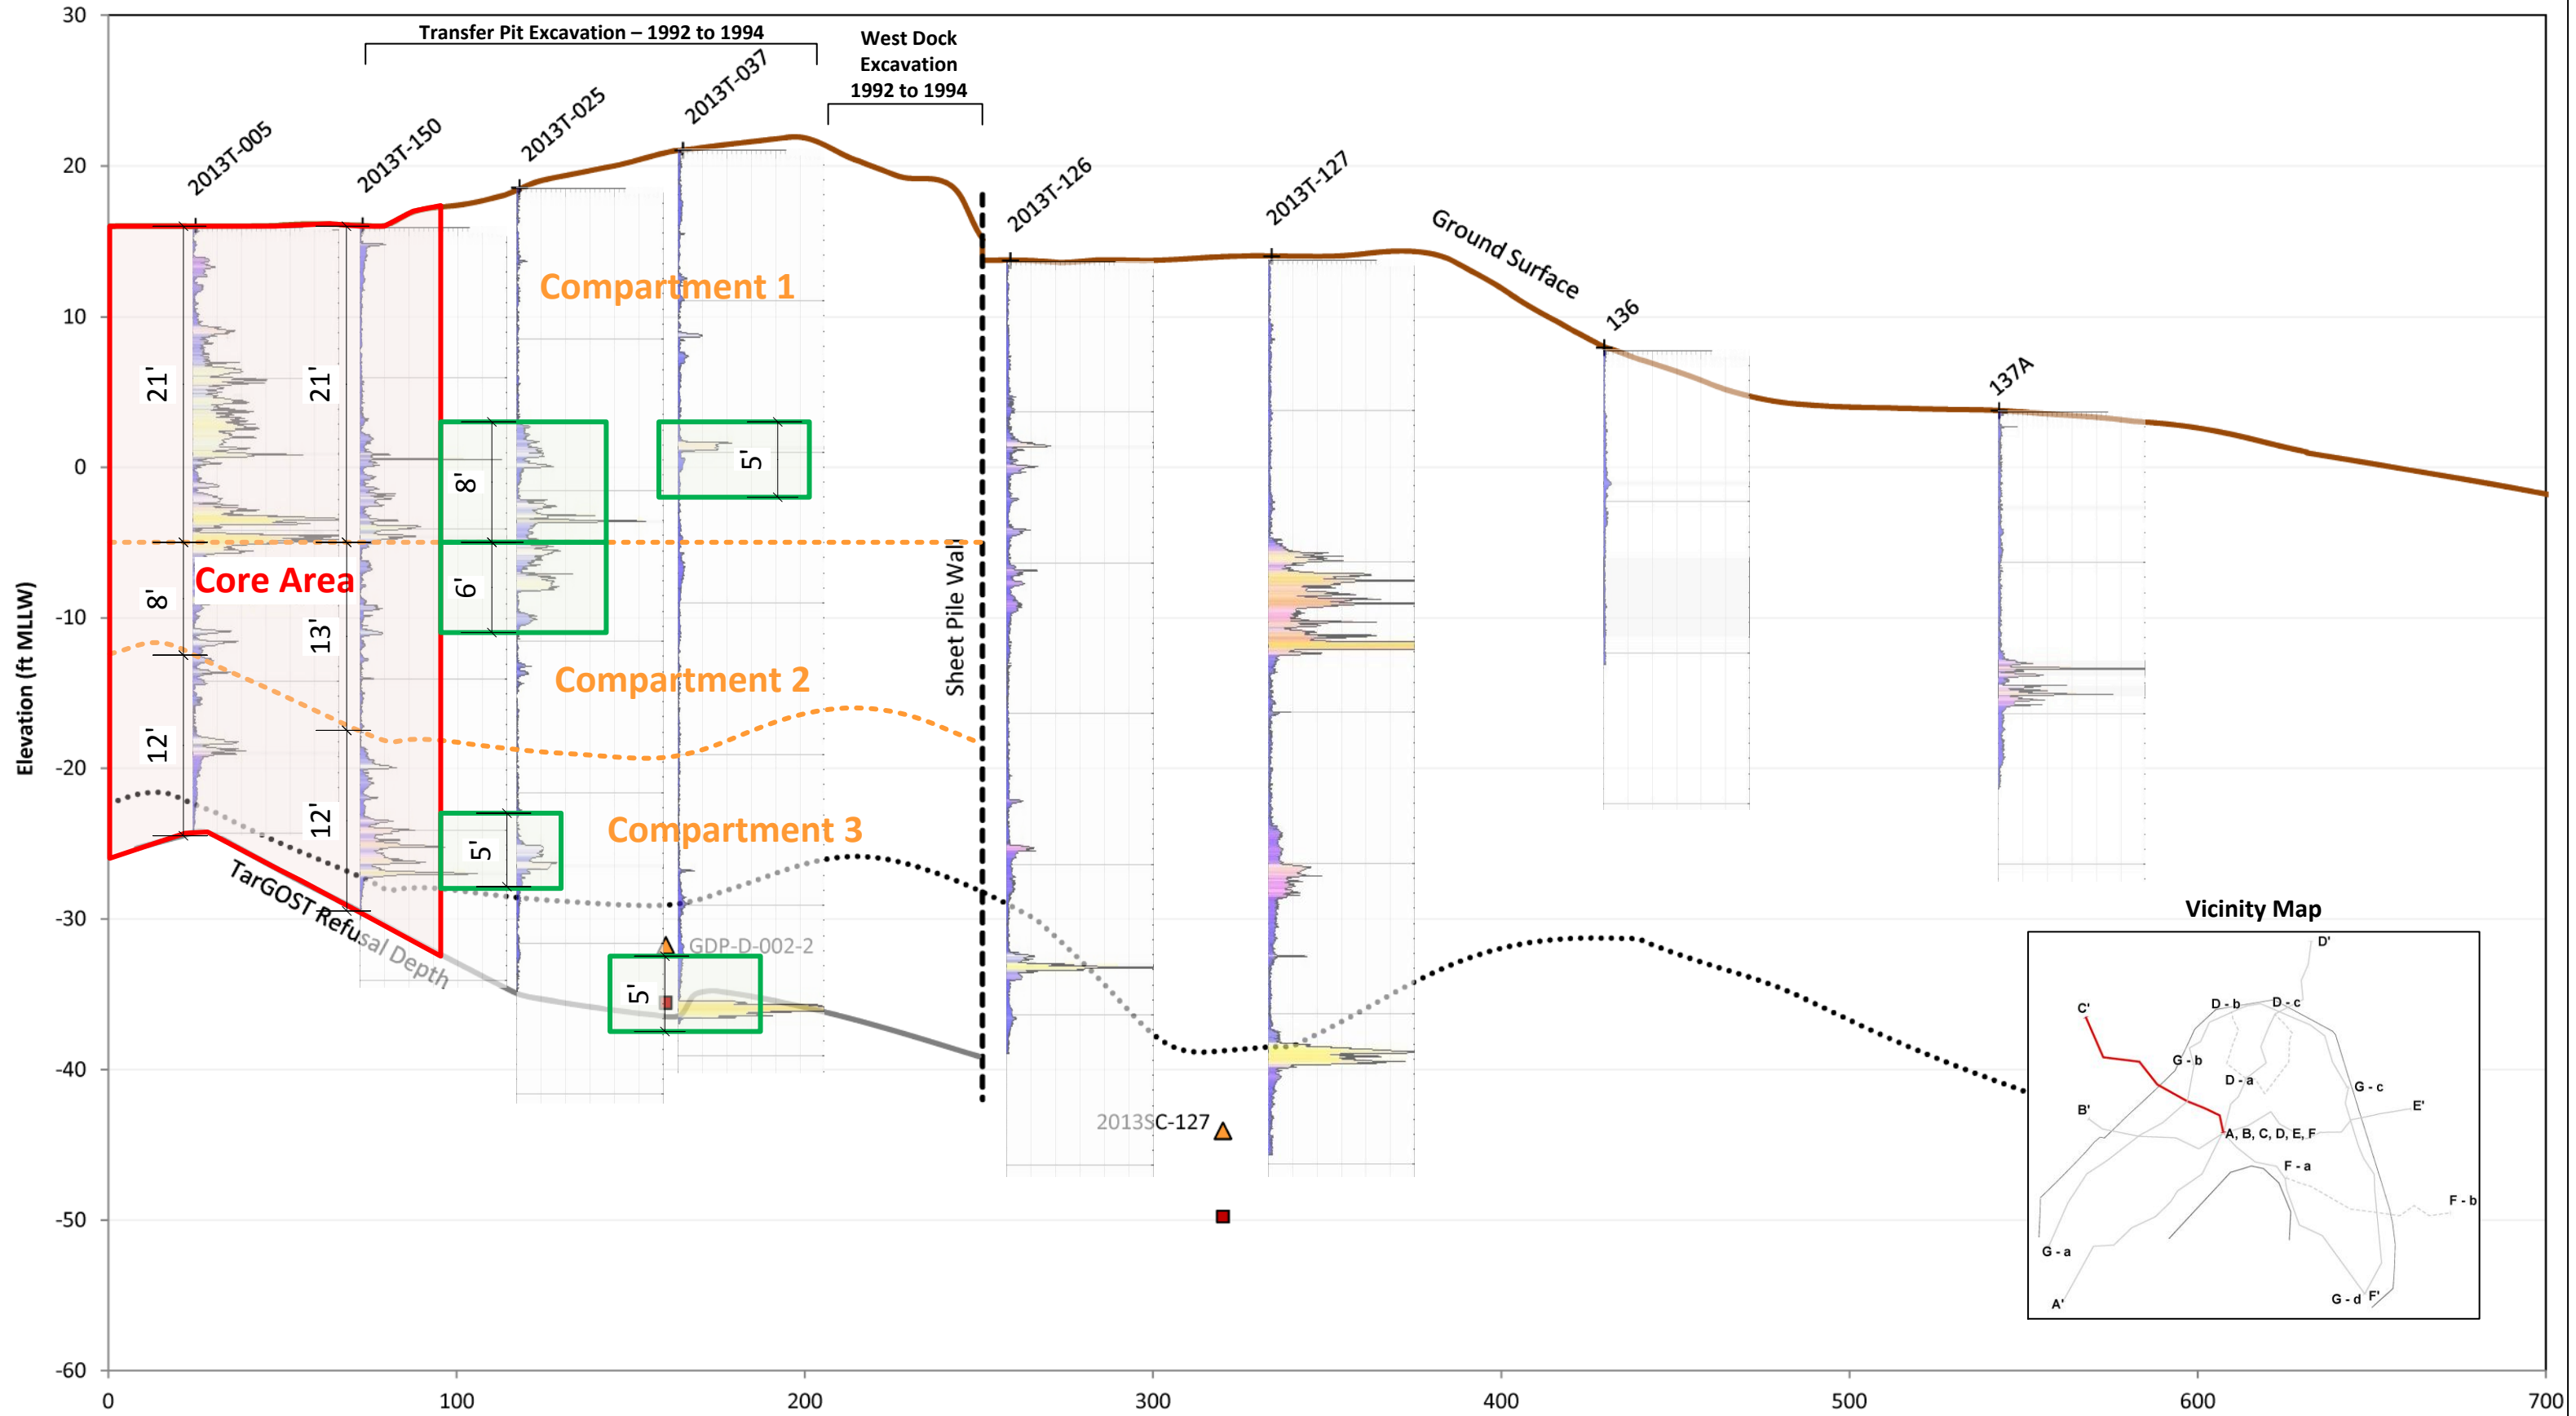 Transfer Pit Excavation – 1992 to 1994
West Dock
Excavation
1992 to 1994
2013T-005
2013T-150
2013T-025
2013T-037
2013T-126
2013T-127
Ground Surface
136
137A
Compartment 1
Compartment 2
Compartment 3
Core Area
Sheet Pile Wall
TarGOST Refusal Depth
GDP-D-002-2
2013SC-127
21'
8'
12'
21'
13'
12'
8'
6'
5'
5'
5'
Elevation (ft MLLW)
30
20
10
0
-10
-20
-30
-40
-50
-60
0
100
200
300
400
500
600
700
Vicinity Map
D'
C'
D - b
D - c
G - b
D - a
G - c
B'
E'
A, B, C, D, E, F
F - a
F - b
G - a
A'
G - d
F'